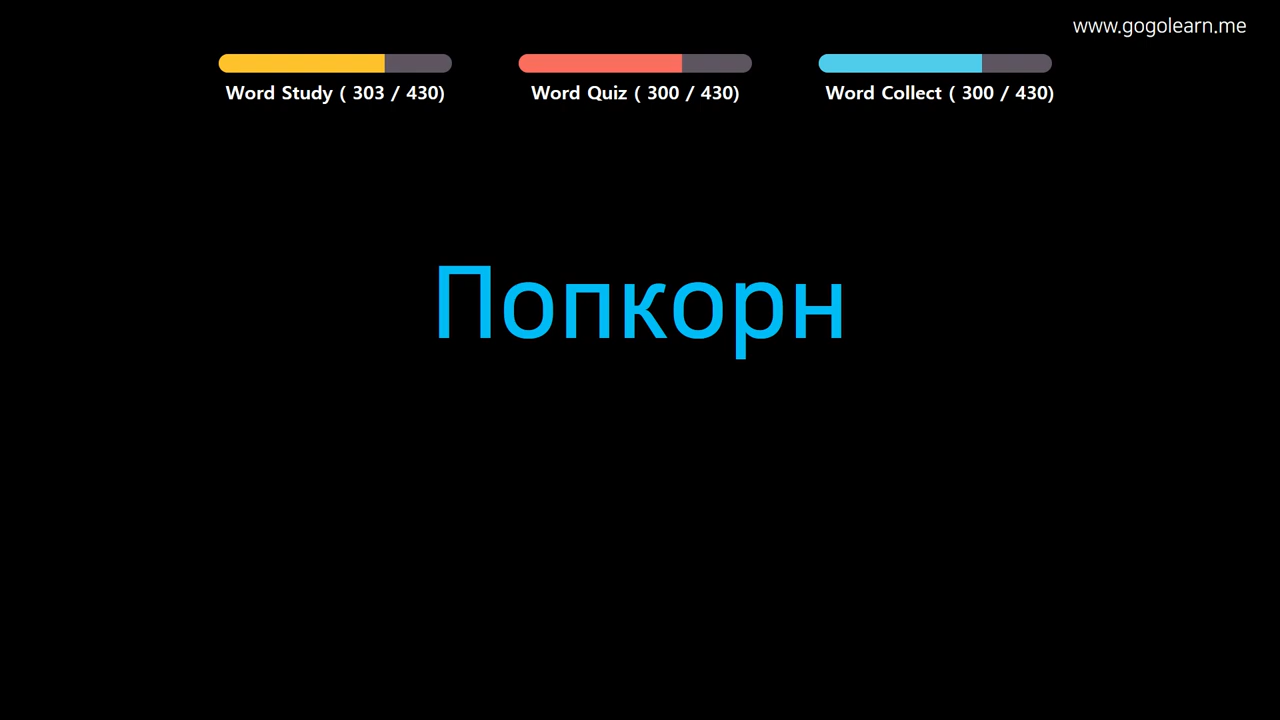 www.gogolearn.me
Word Study ( 303 / 430)
Word Quiz ( 300 / 430)
Word Collect ( 300 / 430)
Попкорн